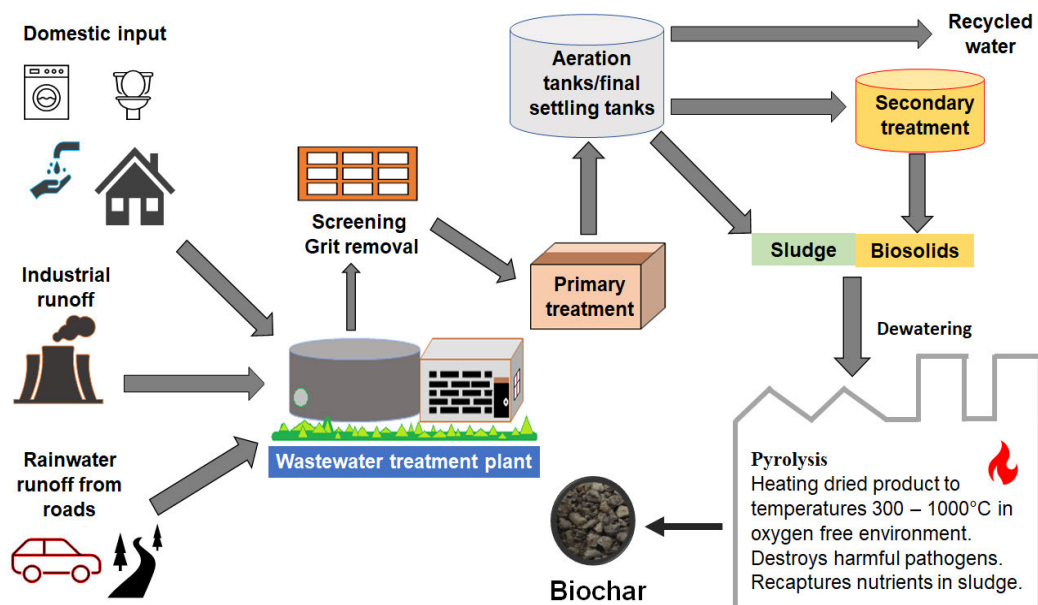 Domestic input
Industrial
runoff
Rainwater
runoff from
roads
Wastewater treatment plant
Screening
Grit removal
Primary
treatment
Aeration
tanks/final
settling tanks
Recycled
water
Secondary
treatment
Sludge
Biosolids
Dewatering
Pyrolysis
Heating dried product to
temperatures 300 – 1000°C in
oxygen free environment.
Destroys harmful pathogens.
Recaptures nutrients in sludge.
Biochar